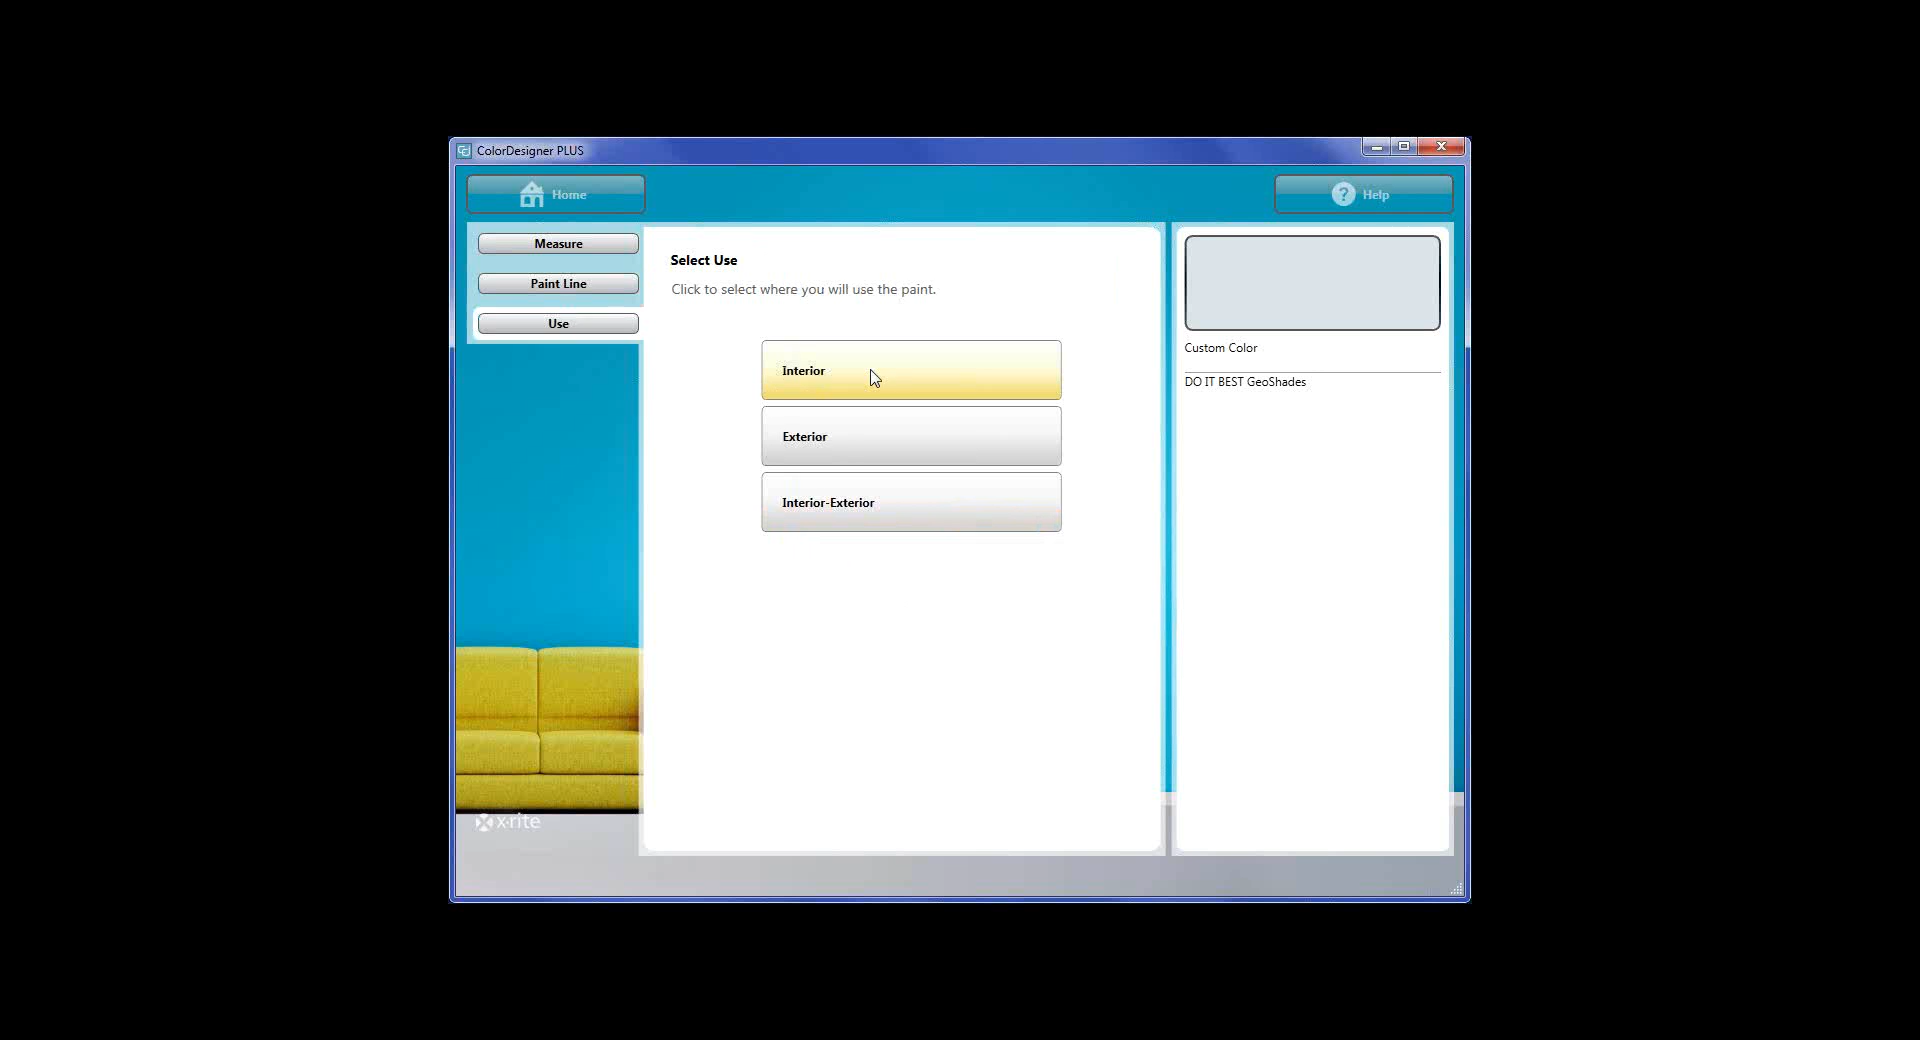 ColorDesigner PLUS
Home
? Help
Measure
Paint Line
Use
Select Use
Click to select where you will use the paint.
Interior
Exterior
Interior-Exterior
Custom Color
DO IT BEST GeoShades
x·rite